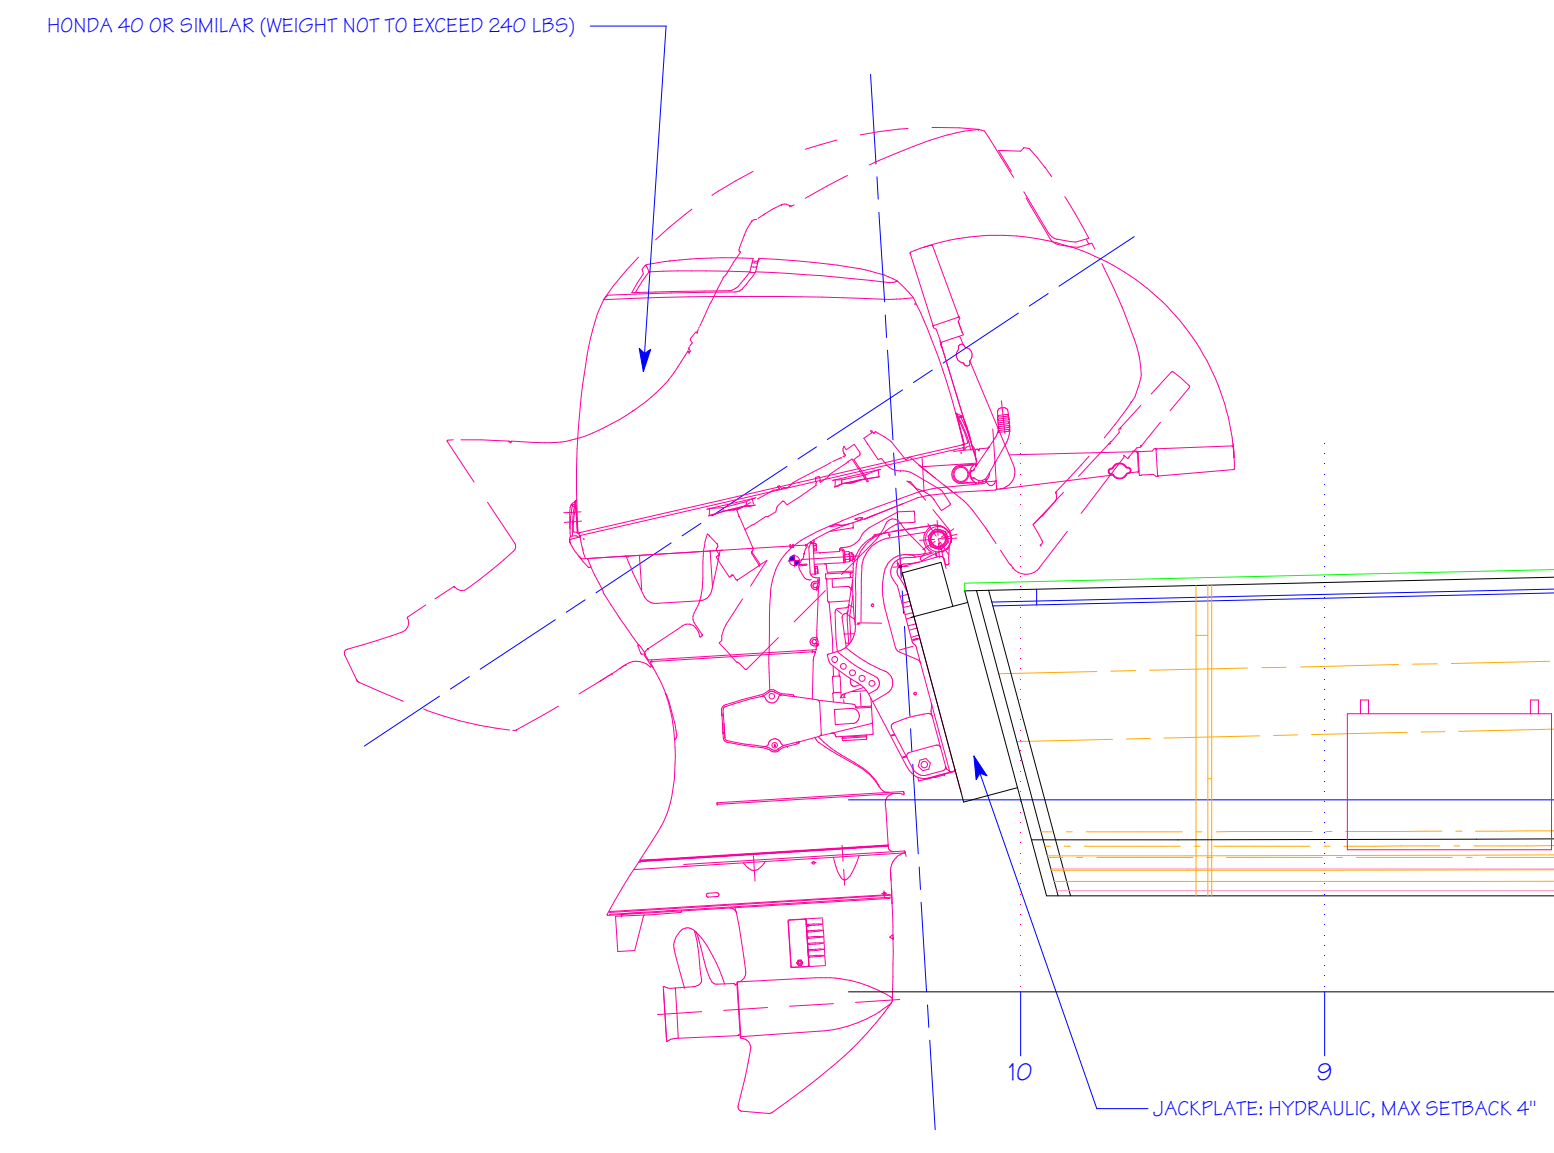 HONDA 40 OR SIMILAR (WEIGHT NOT TO EXCEED 240 LBS)
10
9
JACKPLATE: HYDRAULIC, MAX SETBACK 4"